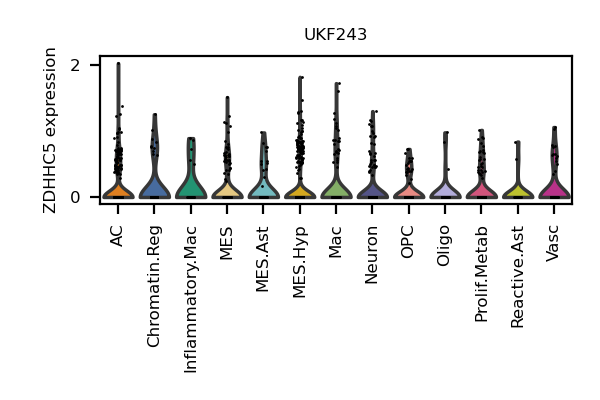 UKF243
ZDHHC5 expression
2
0
AC
Chromatin.Reg
Inflammatory.Mac
MES
MES.Ast
MES.Hyp
Mac
Neuron
OPC
Oligo
Prolif.Metab
Reactive.Ast
Vasc